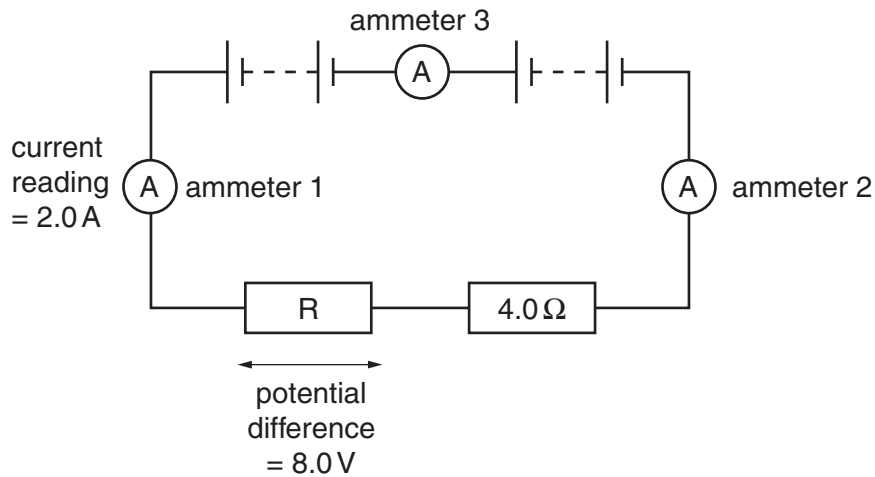 ammeter 3
A
current
reading
= 2.0 A
A
ammeter 1
A
ammeter 2
R
4.0 Ω
potential
difference
= 8.0 V